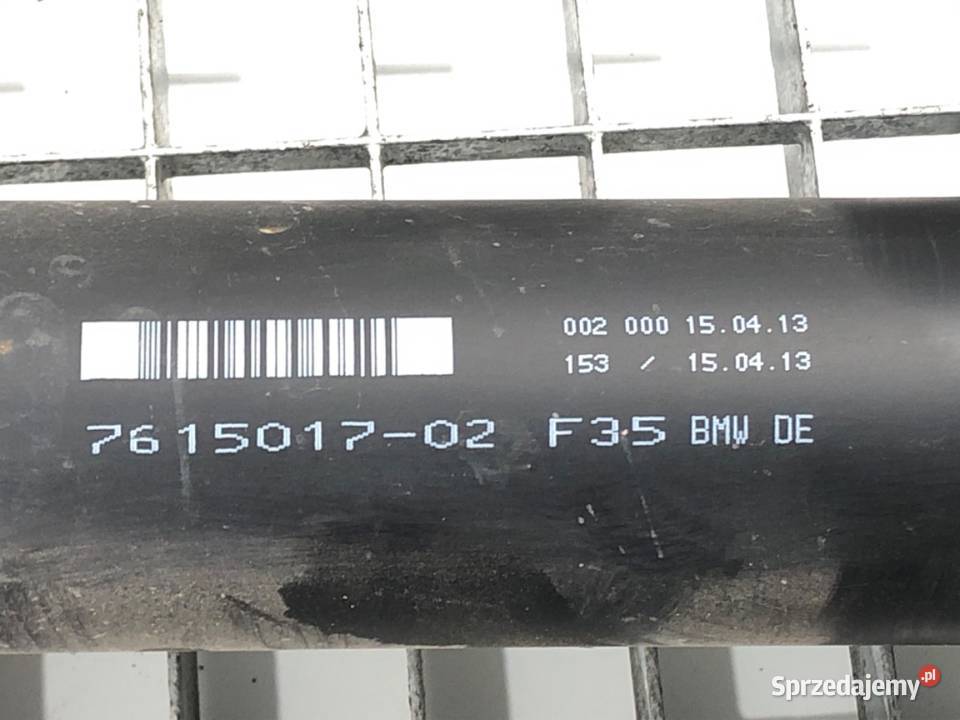 002 000 15.04.13
153 / 15.04.13
7615017-02 F35 BMW DE
Sprzedajemy.pl